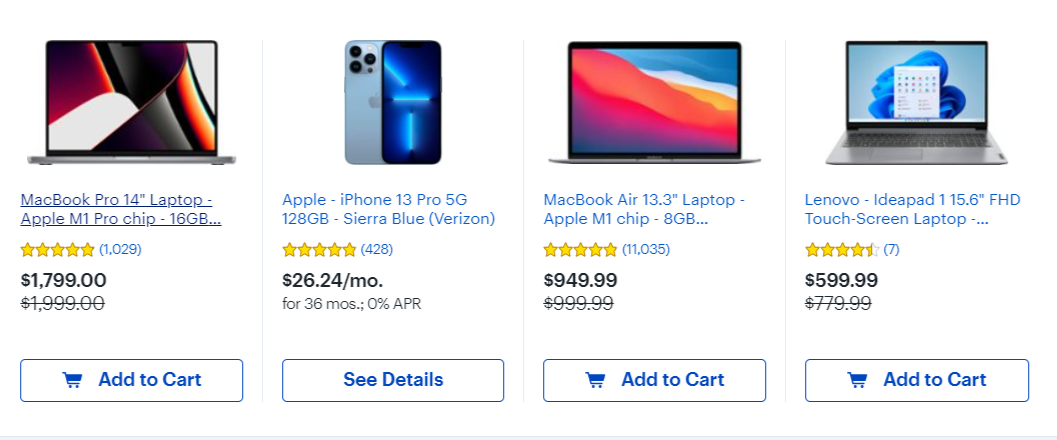 MacBook Pro 14" Laptop -
Apple M1 Pro chip - 16GB...
(1,029)
$1,799.00
$1,999.00
Add to Cart
Apple - iPhone 13 Pro 5G
128GB - Sierra Blue (Verizon)
(428)
$26.24/mo.
for 36 mos.; 0% APR
See Details
MacBook Air 13.3" Laptop -
Apple M1 chip - 8GB...
(11,035)
$949.99
$999.99
Add to Cart
Lenovo - Ideapad 1 15.6" FHD
Touch-Screen Laptop -...
(7)
$599.99
$779.99
Add to Cart